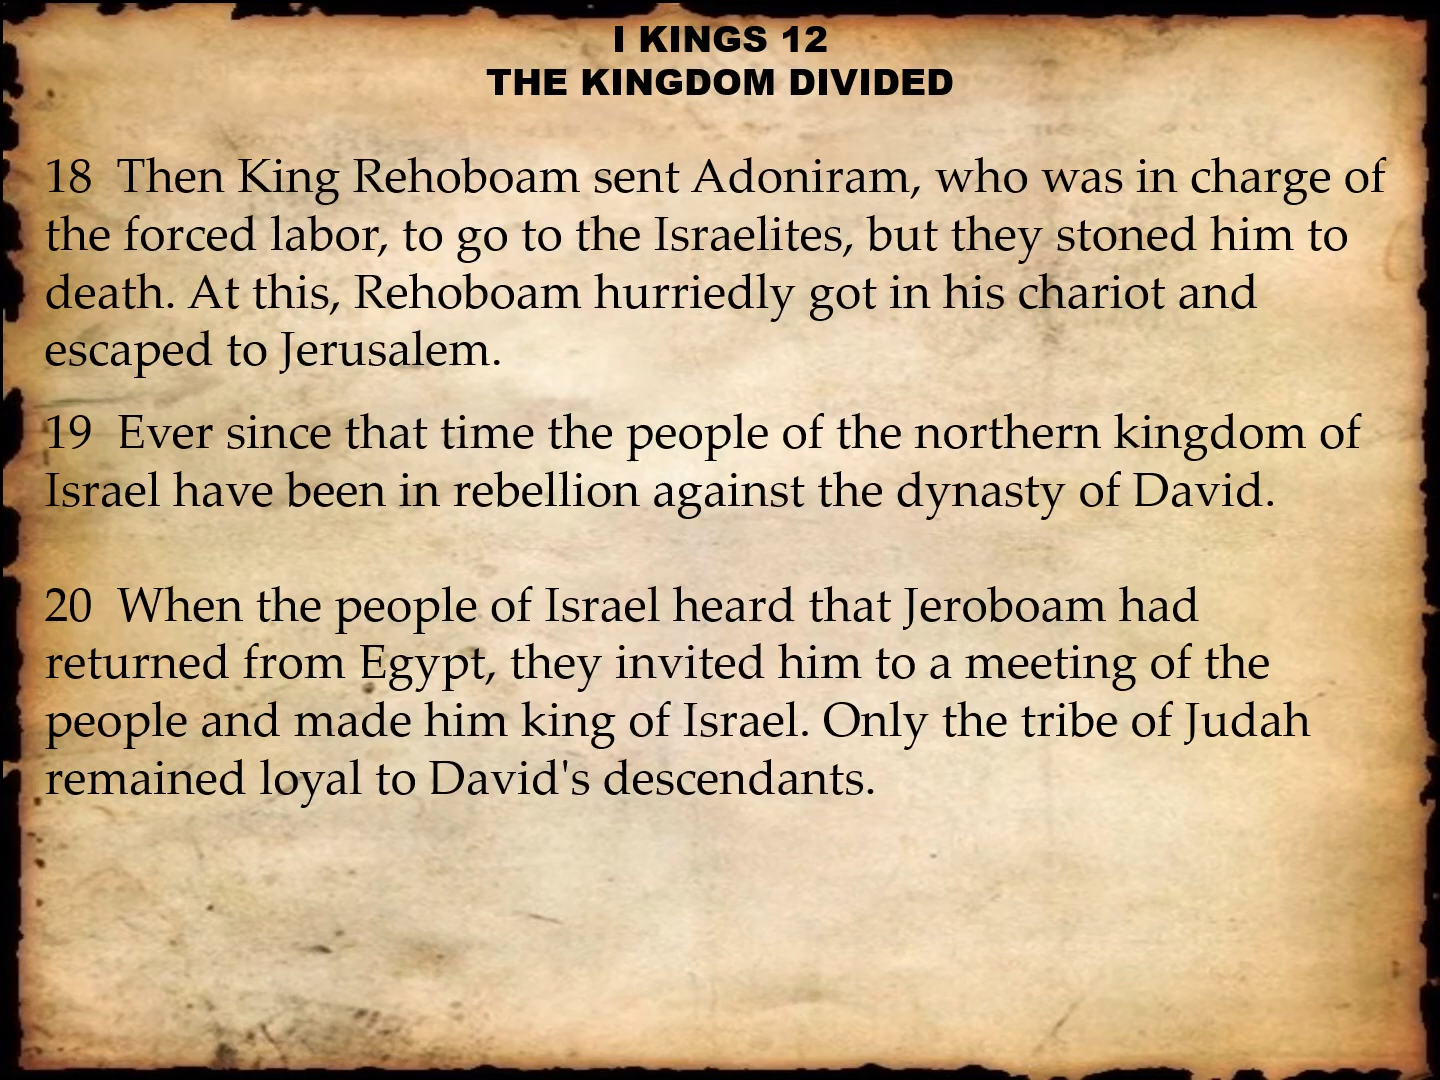 I KINGS 12
THE KINGDOM DIVIDED
18  Then King Rehoboam sent Adoniram, who was in charge of
the forced labor, to go to the Israelites, but they stoned him to
death. At this, Rehoboam hurriedly got in his chariot and
escaped to Jerusalem.
19  Ever since that time the people of the northern kingdom of
Israel have been in rebellion against the dynasty of David.
20  When the people of Israel heard that Jeroboam had
returned from Egypt, they invited him to a meeting of the
people and made him king of Israel. Only the tribe of Judah
remained loyal to David's descendants.